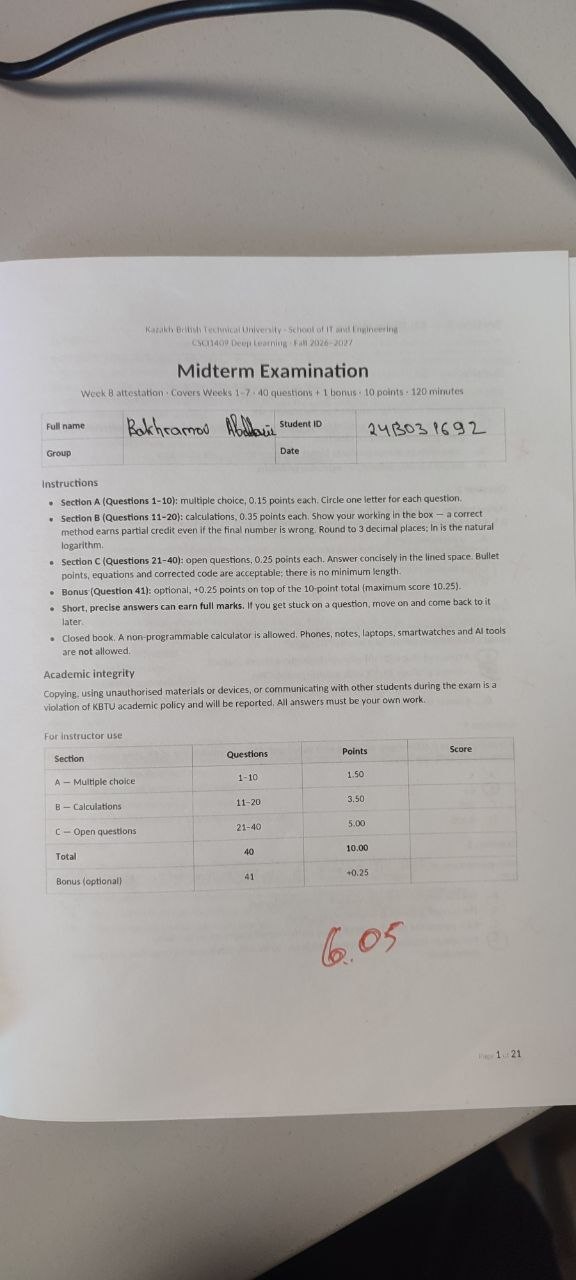 Kazakh British Technical University - School of IT and Engineering
CSCI1409 Deep Learning · Fall 2026-2027
Midterm Examination
Week 8 attestation · Covers Weeks 1-7 · 40 questions + 1 bonus · 10 points · 120 minutes
Full name Bakhramov Student ID 24B031692
Group Date
Instructions
• Section A (Questions 1-10): multiple choice, 0.15 points each. Circle one letter for each question.
• Section B (Questions 11-20): calculations, 0.35 points each. Show your working in the box — a correct
method earns partial credit even if the final number is wrong. Round to 3 decimal places; ln is the natural
logarithm.
• Section C (Questions 21-40): open questions, 0.25 points each. Answer concisely in the lined space. Bullet
points, equations and corrected code are acceptable; there is no minimum length.
• Bonus (Question 41): optional, +0.25 points on top of the 10-point total (maximum score 10.25).
• Short, precise answers can earn full marks. If you get stuck on a question, move on and come back to it
later.
• Closed book. A non-programmable calculator is allowed. Phones, notes, laptops, smartwatches and AI tools
are not allowed.
Academic integrity
Copying, using unauthorised materials or devices, or communicating with other students during the exam is a
violation of KBTU academic policy and will be reported. All answers must be your own work.
For instructor use
Section Questions Points Score
A — Multiple choice 1-10 1.50
B — Calculations 11-20 3.50
C — Open questions 21-40 5.00
Total 40 10.00
Bonus (optional) 41 +0.25
6.05
Page 1 of 21